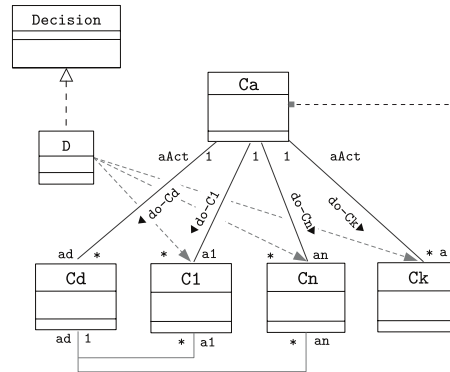 Decision
Ca
D
aAct 1 1 1 aAct
do-Cd
do-C1
do-Cn
do-Ck
ad * * a1 * an * a
Cd C1 Cn Ck
ad 1 * a1 * an